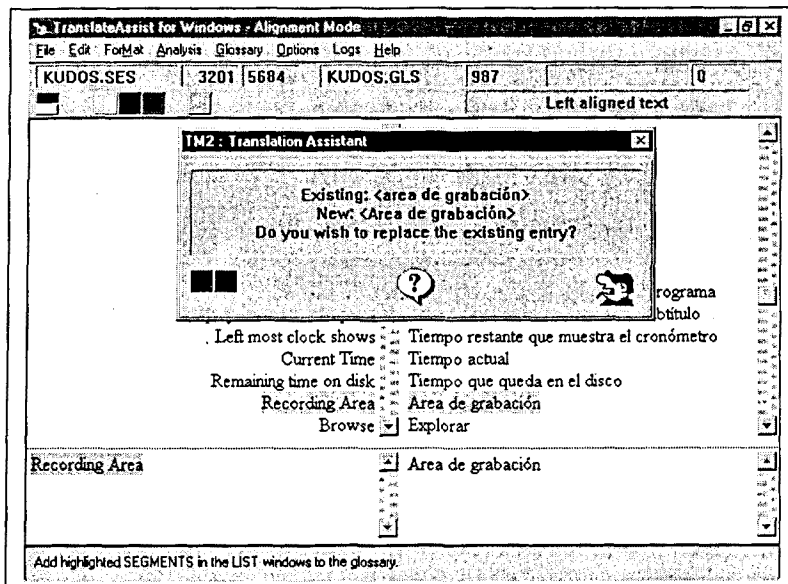 TranslateAssist for Windows - Alignment Mode
File Edit ForMat Analysis Glossary Options Logs Help
KUDOS.SES 3201 5684 KUDOS.GLS 987 0
Left aligned text
TM2 : Translation Assistant
Existing: <area de grabación>
New: <Area de grabación>
Do you wish to replace the existing entry?
Left most clock shows Tiempo restante que muestra el cronómetro
Current Time Tiempo actual
Remaining time on disk Tiempo que queda en el disco
Recording Area Area de grabación
Browse Explorar
Recording Area Area de grabación
Add highlighted SEGMENTS in the LIST windows to the glossary.